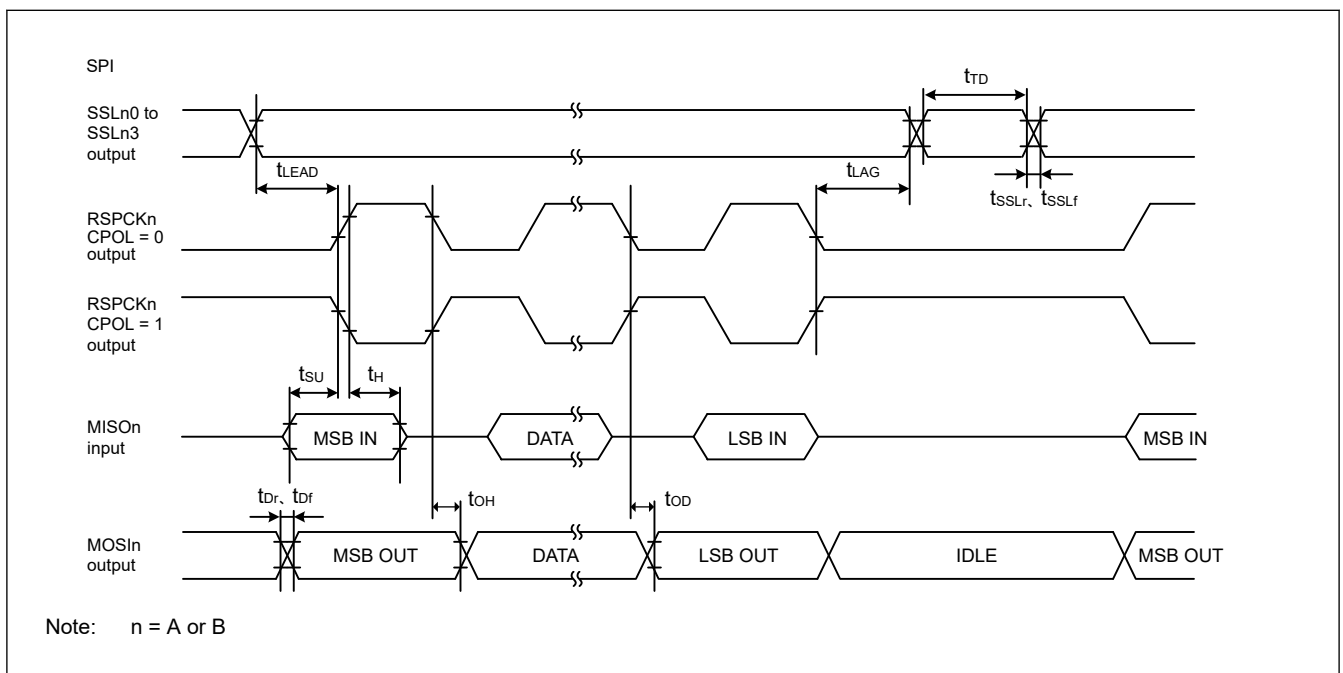 SPI
tTD
SSLn0 to
SSLn3
output
tLEAD
tLAG
tSSLr、tSSLf
RSPCKn
CPOL = 0
output
RSPCKn
CPOL = 1
output
tSU
tH
MISOn
input
MSB IN
DATA
LSB IN
MSB IN
tDr、tDf
tOH
tOD
MOSIn
output
MSB OUT
DATA
LSB OUT
IDLE
MSB OUT
Note: n = A or B